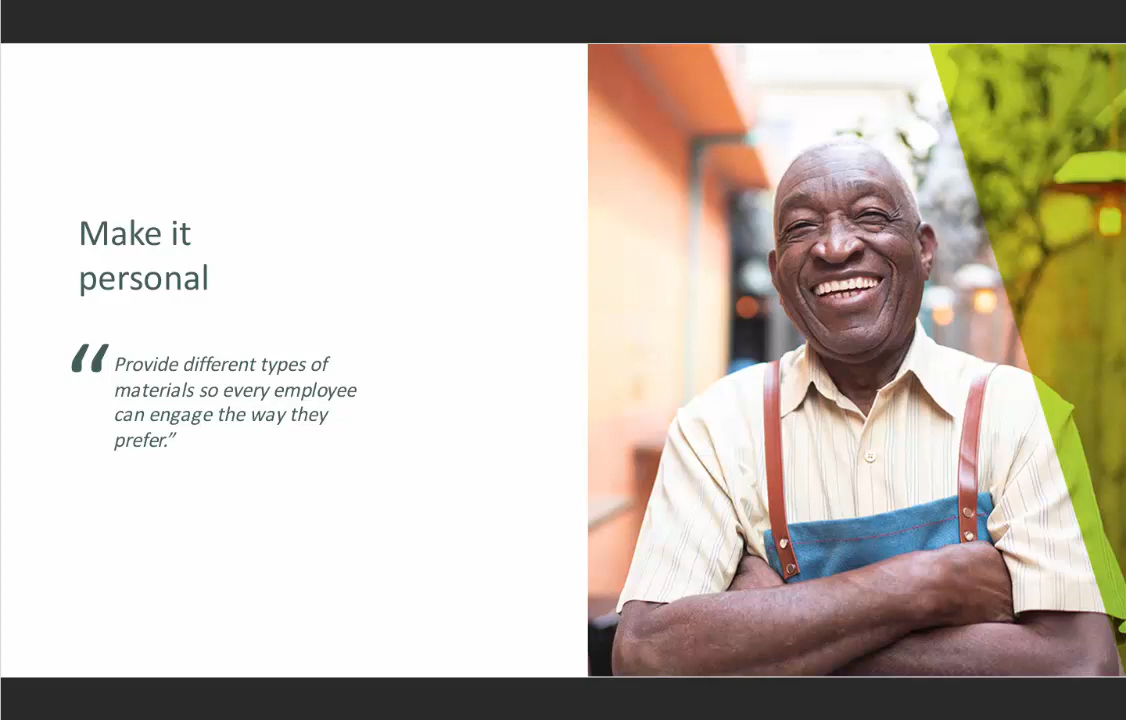 Make it
personal
“ Provide different types of
materials so every employee
can engage the way they
prefer.”